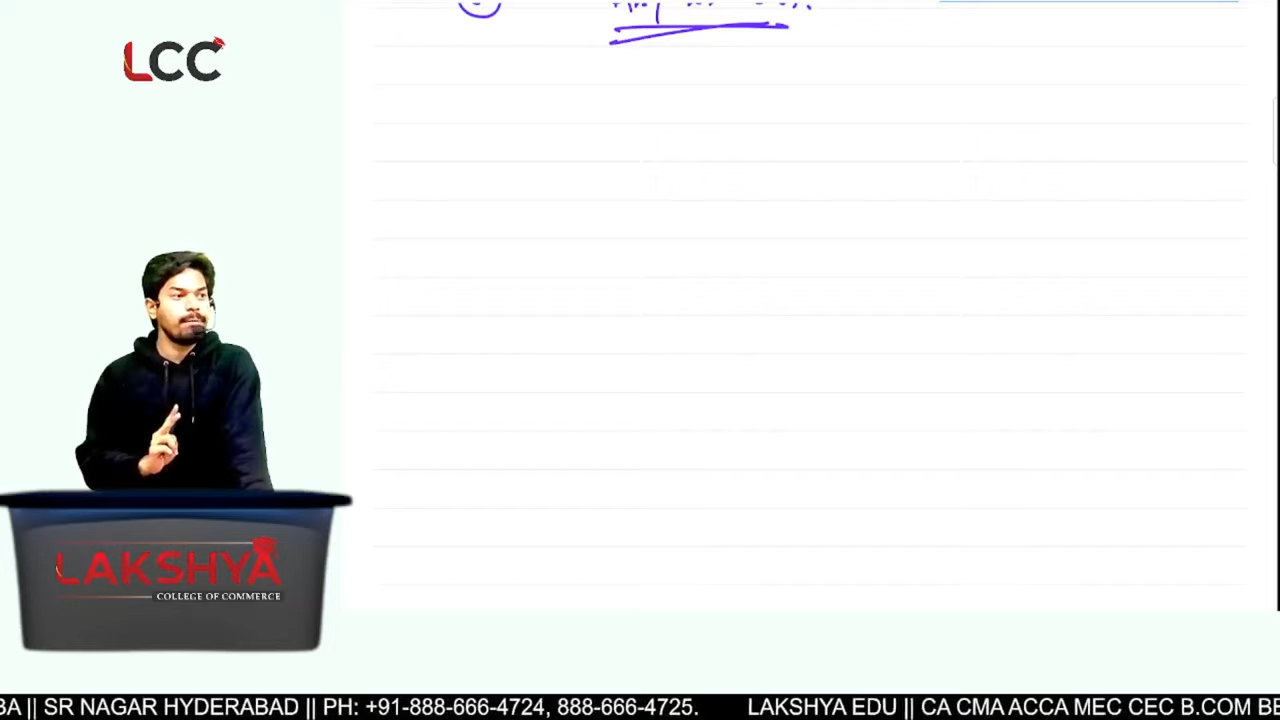 LCC
LAKSHYA
COLLEGE OF COMMERCE
BA || SR NAGAR HYDERABAD || PH: +91-888-666-4724, 888-666-4725. LAKSHYA EDU || CA CMA ACCA MEC CEC B.COM BE